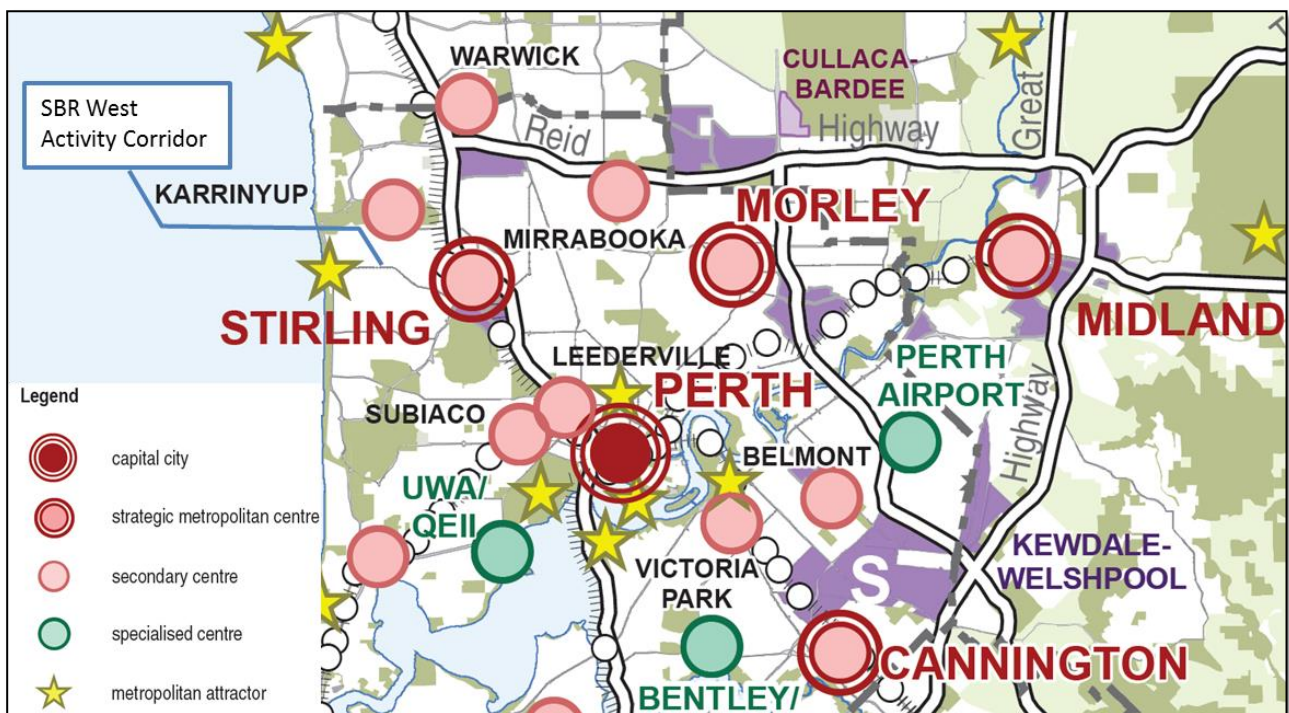 WARWICK
CULLACA-
BARDEE
SBR West
Activity Corridor
Reid
Highway
Great
KARRINYUP
MIRRABOOKA
MORLEY
STIRLING
MIDLAND
LEEDERVILLE
PERTH
PERTH
AIRPORT
Highway
Legend
SUBIACO
BELMONT
capital city
UWA/
QEII
strategic metropolitan centre
KEWDALE-
WELSHPOOL
VICTORIA
PARK
S
secondary centre
specialised centre
CANNINGTON
metropolitan attractor
BENTLEY/